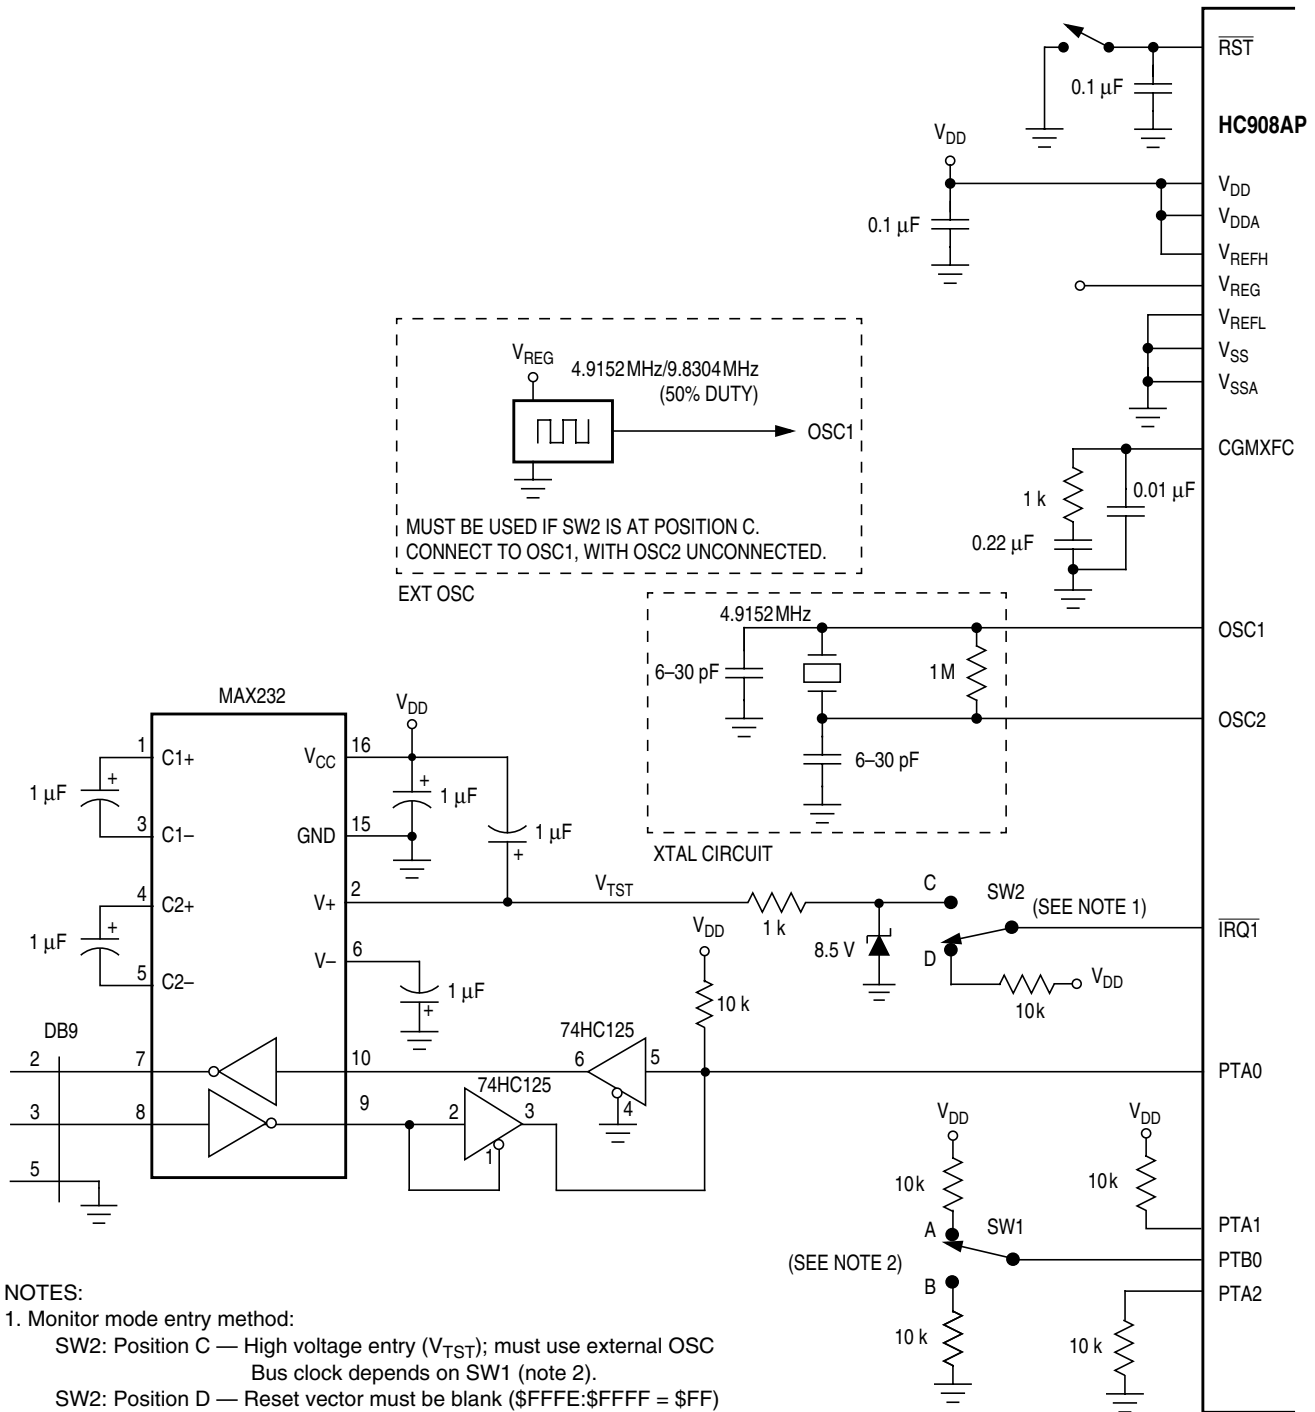 RST
0.1 µF
HC908AP
VDD
VDD
0.1 µF
VDDA
VREFH
VREG
VREFL
VSS
VSSA
VREG
4.9152MHz/9.8304MHz
(50% DUTY)
OSC1
MUST BE USED IF SW2 IS AT POSITION C.
CONNECT TO OSC1, WITH OSC2 UNCONNECTED.
EXT OSC
CGMXFC
1 k
0.01 µF
0.22 µF
4.9152MHz
OSC1
6–30 pF
1M
OSC2
6–30 pF
XTAL CIRCUIT
MAX232
VDD
1
C1+
VCC
16
1 µF
+
+
1 µF
3
C1–
GND
15
1 µF
+
4
C2+
V+
2
VTST
1 k
C
SW2
(SEE NOTE 1)
IRQ1
1 µF
+
8.5 V
D
5
C2–
V–
6
1 µF
+
VDD
10 k
10k
VDD
DB9
74HC125
2
7
10
6
5
4
PTA0
74HC125
3
8
9
2
3
1
5
VDD
VDD
10k
10k
A
SW1
PTA1
(SEE NOTE 2)
PTB0
B
PTA2
10 k
10 k
NOTES:
1. Monitor mode entry method:
SW2: Position C — High voltage entry (VTST); must use external OSC
Bus clock depends on SW1 (note 2).
SW2: Position D — Reset vector must be blank ($FFFE:$FFFF = $FF)